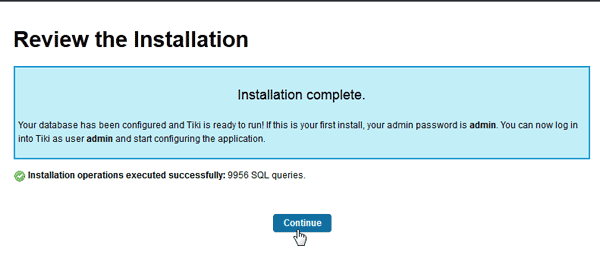 Review the Installation
Installation complete.
Your database has been configured and Tiki is ready to run! If this is your first install, your admin password is admin. You can now log in
into Tiki as user admin and start configuring the application.
Installation operations executed successfully: 9956 SQL queries.
Continue